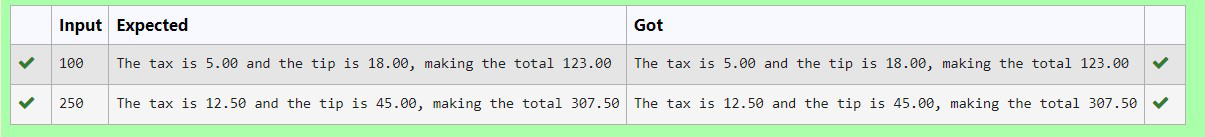 Input Expected Got
100 The tax is 5.00 and the tip is 18.00, making the total 123.00 The tax is 5.00 and the tip is 18.00, making the total 123.00
250 The tax is 12.50 and the tip is 45.00, making the total 307.50 The tax is 12.50 and the tip is 45.00, making the total 307.50